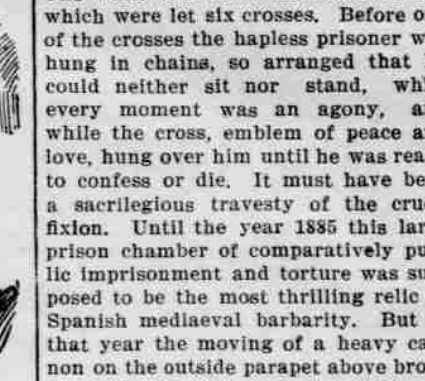 which were let six crosses. Before o
of the crosses the hapless prisoner w
hung in chains, so arranged that
could neither sit nor stand, wh
every moment was an agony, a
while the cross, emblem of peace a
love, hung over him until he was rea
to confess or die. It must have be
a sacrilegious travesty of the cru
fixion. Until the year 1885 this lar
prison chamber of comparatively pu
lic imprisonment and torture was su
posed to be the most thrilling relic
Spanish mediaeval barbarity. But
that year the moving of a heavy ca
non on the outside parapet above bro